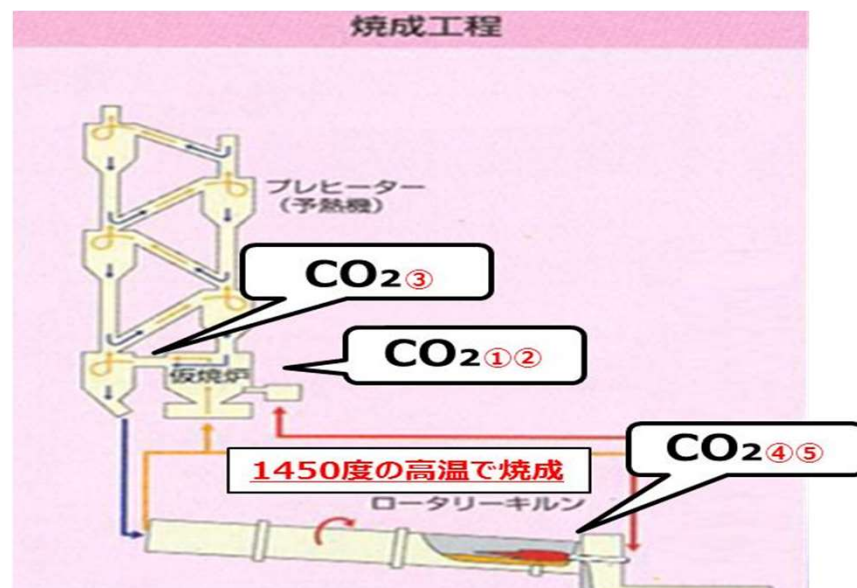 焼成工程
プレヒーター
(予熱機)
CO2③
CO2①②
仮焼炉
CO2④⑤
1450度の高温で焼成
ロータリーキルン